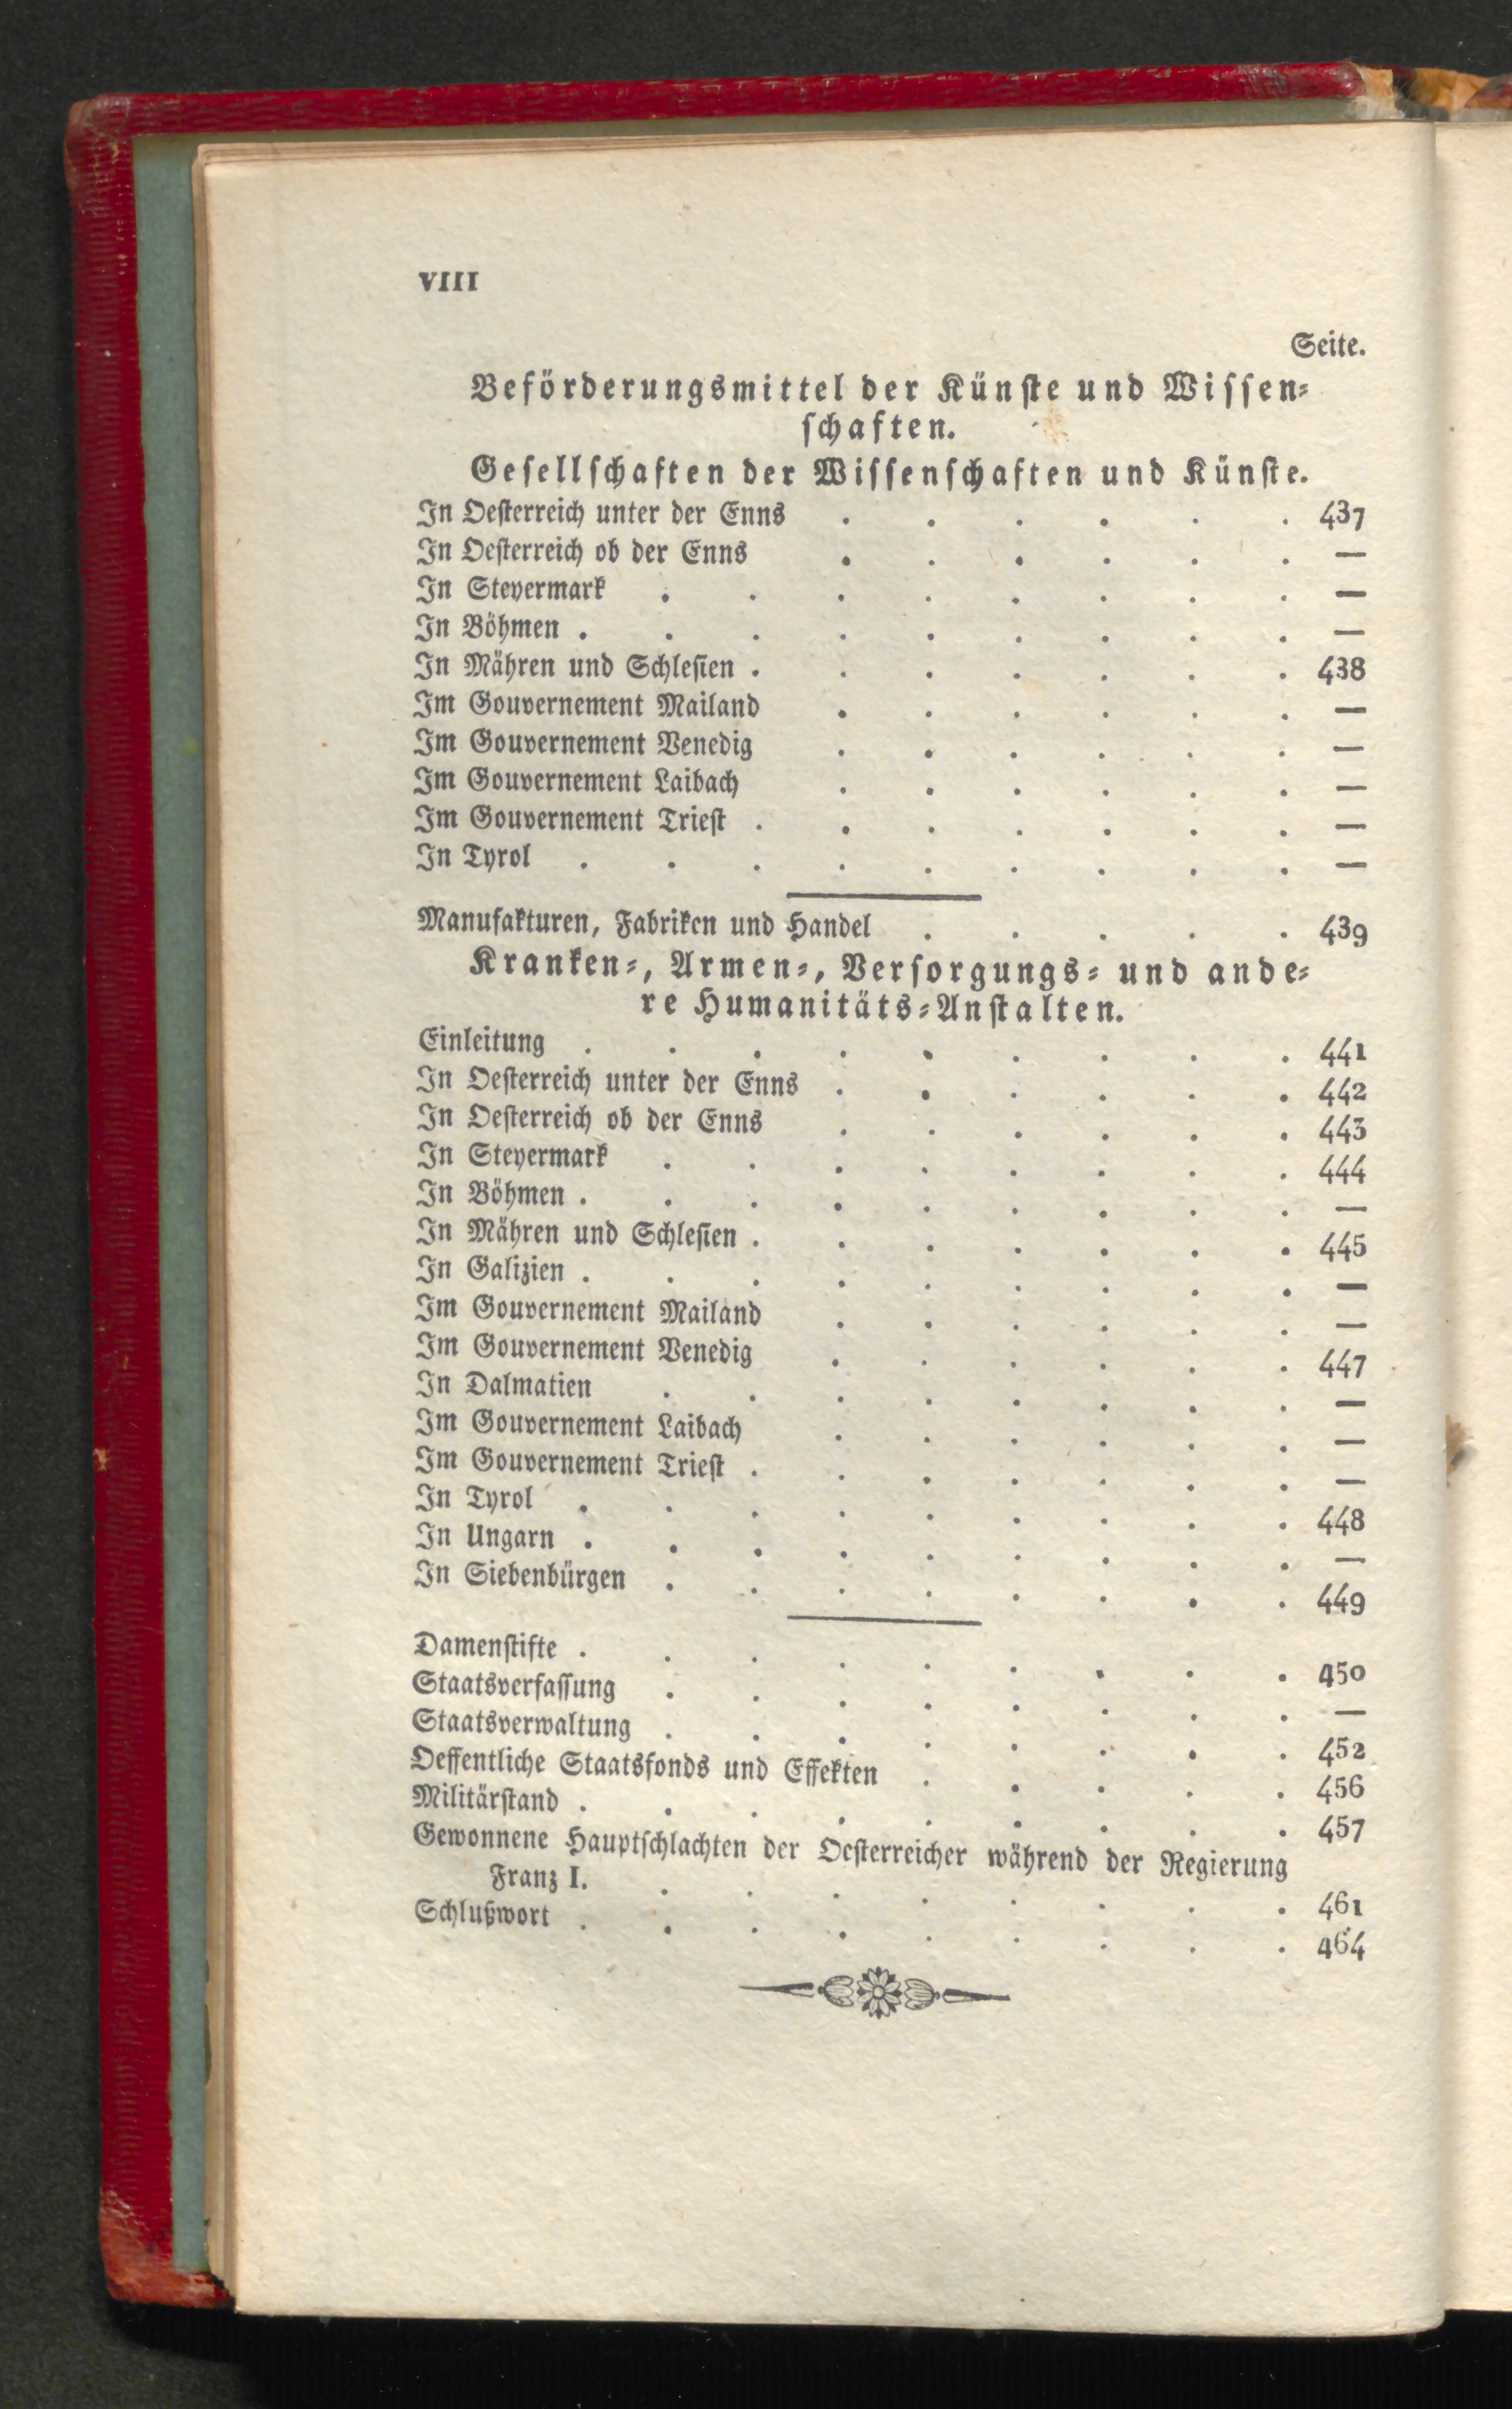 VIII
Seite.
Beförderungsmittel der Künste und Wissen-
schaften.
Gesellschaften der Wissenschaften und Künste.
In Oesterreich unter der Enns . . . . . . 437
In Oesterreich ob der Enns . . . . . . —
In Steyermark . . . . . . . . —
In Böhmen . . . . . . . . . —
In Mähren und Schlesien . . . . . . . 438
Im Gouvernement Mailand . . . . . . —
Im Gouvernement Venedig . . . . . . —
Im Gouvernement Laibach . . . . . . —
Im Gouvernement Triest . . . . . . . —
In Tyrol . . . . . . . . . —
Manufakturen, Fabriken und Handel . . . . . 439
Kranken-, Armen-, Versorgungs- und ande-
re Humanitäts-Anstalten.
Einleitung . . . . . . . . . 441
In Oesterreich unter der Enns . . . . . . 442
In Oesterreich ob der Enns . . . . . . 443
In Steyermark . . . . . . . . 444
In Böhmen . . . . . . . . . —
In Mähren und Schlesien . . . . . . . 445
In Galizien . . . . . . . . . —
Im Gouvernement Mailand . . . . . . —
Im Gouvernement Venedig . . . . . . 447
In Dalmatien . . . . . . . . —
Im Gouvernement Laibach . . . . . . —
Im Gouvernement Triest . . . . . . . —
In Tyrol . . . . . . . . . 448
In Ungarn . . . . . . . . . —
In Siebenbürgen . . . . . . . . 449
Damenstifte . . . . . . . . . 450
Staatsverfassung . . . . . . . . —
Staatsverwaltung . . . . . . . . 452
Oeffentliche Staatsfonds und Effekten . . . . . 456
Militärstand . . . . . . . . . 457
Gewonnene Hauptschlachten der Oesterreicher während der Regierung
Franz I. . . . . . . . . 461
Schlußwort . . . . . . . . . 464